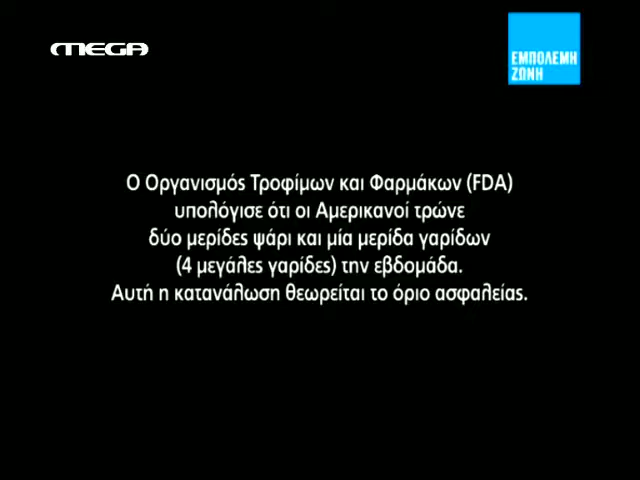 MEGA
ΕΜΠΟΛΕΜΗ
ΖΩΝΗ
Ο Οργανισμός Τροφίμων και Φαρμάκων (FDA)
υπολόγισε ότι οι Αμερικανοί τρώνε
δύο μερίδες ψάρι και μία μερίδα γαρίδων
(4 μεγάλες γαρίδες) την εβδομάδα.
Αυτή η κατανάλωση θεωρείται το όριο ασφαλείας.